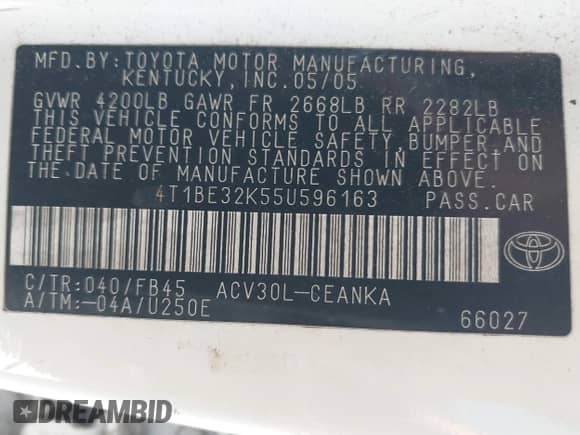 MFD.BY:TOYOTA MOTOR MANUFACTURING,
KENTUCKY,INC.05/05
GVWR 4200LB GAWR FR 2668LB RR 2282LB
THIS VEHICLE CONFORMS TO ALL APPLICABLE
FEDERAL MOTOR VEHICLE SAFETY,BUMPER,AND
THEFT PREVENTION STANDARDS IN EFFECT ON
THE DATE OF MANUFACTURE SHOWN ABOVE.
4T1BE32K55U596163 PASS.CAR
C/TR:040/FB45 ACV30L-CEANKA
A/TM:-04A/U250E
66027
DREAMBID